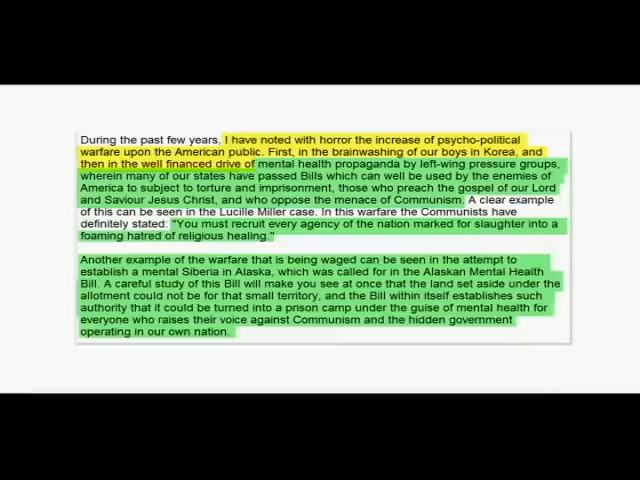 During the past few years, I have noted with horror the increase of psycho-political
warfare upon the American public. First, in the brainwashing of our boys in Korea, and
then in the well financed drive of mental health propaganda by left-wing pressure groups,
wherein many of our states have passed Bills which can well be used by the enemies of
America to subject to torture and imprisonment, those who preach the gospel of our Lord
and Saviour Jesus Christ, and who oppose the menace of Communism. A clear example
of this can be seen in the Lucille Miller case. In this warfare the Communists have
definitely stated: "You must recruit every agency of the nation marked for slaughter into a
foaming hatred of religious healing."
Another example of the warfare that is being waged can be seen in the attempt to
establish a mental Siberia in Alaska, which was called for in the Alaskan Mental Health
Bill. A careful study of this Bill will make you see at once that the land set aside under the
allotment could not be for that small territory, and the Bill within itself establishes such
authority that it could be turned into a prison camp under the guise of mental health for
everyone who raises their voice against Communism and the hidden government
operating in our own nation.